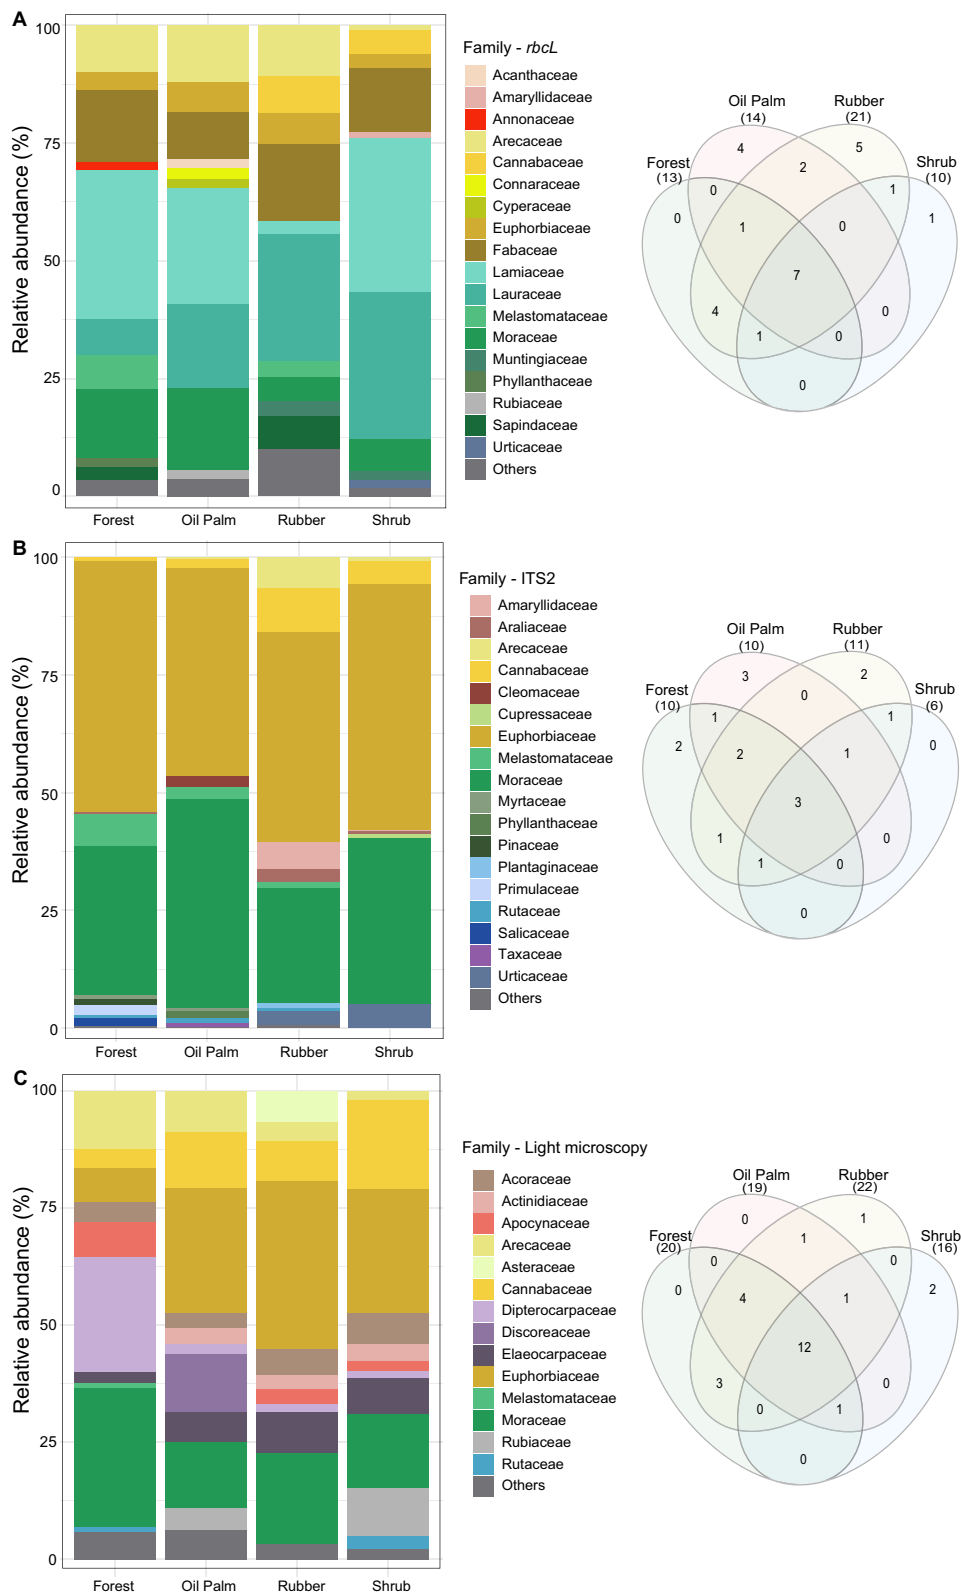 A
Relative abundance (%)
100
75
50
25
0
Forest
Oil Palm
Rubber
Shrub
Family - rbcL
Acanthaceae
Amaryllidaceae
Annonaceae
Arecaceae
Cannabaceae
Connaraceae
Cyperaceae
Euphorbiaceae
Fabaceae
Lamiaceae
Lauraceae
Melastomataceae
Moraceae
Muntingiaceae
Phyllanthaceae
Rubiaceae
Sapindaceae
Urticaceae
Others
Oil Palm
(14)
Rubber
(21)
Forest
(13)
Shrub
(10)
4
5
2
0
1
0
1
0
1
7
4
0
1
0
0
B
Relative abundance (%)
100
75
50
25
0
Forest
Oil Palm
Rubber
Shrub
Family - ITS2
Amaryllidaceae
Araliaceae
Arecaceae
Cannabaceae
Cleomaceae
Cupressaceae
Euphorbiaceae
Melastomataceae
Moraceae
Myrtaceae
Phyllanthaceae
Pinaceae
Plantaginaceae
Primulaceae
Rutaceae
Salicaceae
Taxaceae
Urticaceae
Others
Oil Palm
(10)
Rubber
(11)
Forest
(10)
Shrub
(6)
3
2
0
1
1
2
0
2
1
3
1
0
1
0
0
C
Relative abundance (%)
100
75
50
25
0
Forest
Oil Palm
Rubber
Shrub
Family - Light microscopy
Acoraceae
Actinidiaceae
Apocynaceae
Arecaceae
Asteraceae
Cannabaceae
Dipterocarpaceae
Discoreaceae
Elaeocarpaceae
Euphorbiaceae
Melastomataceae
Moraceae
Rubiaceae
Rutaceae
Others
Oil Palm
(19)
Rubber
(22)
Forest
(20)
Shrub
(16)
0
1
1
0
0
0
2
4
1
12
3
0
0
1
0